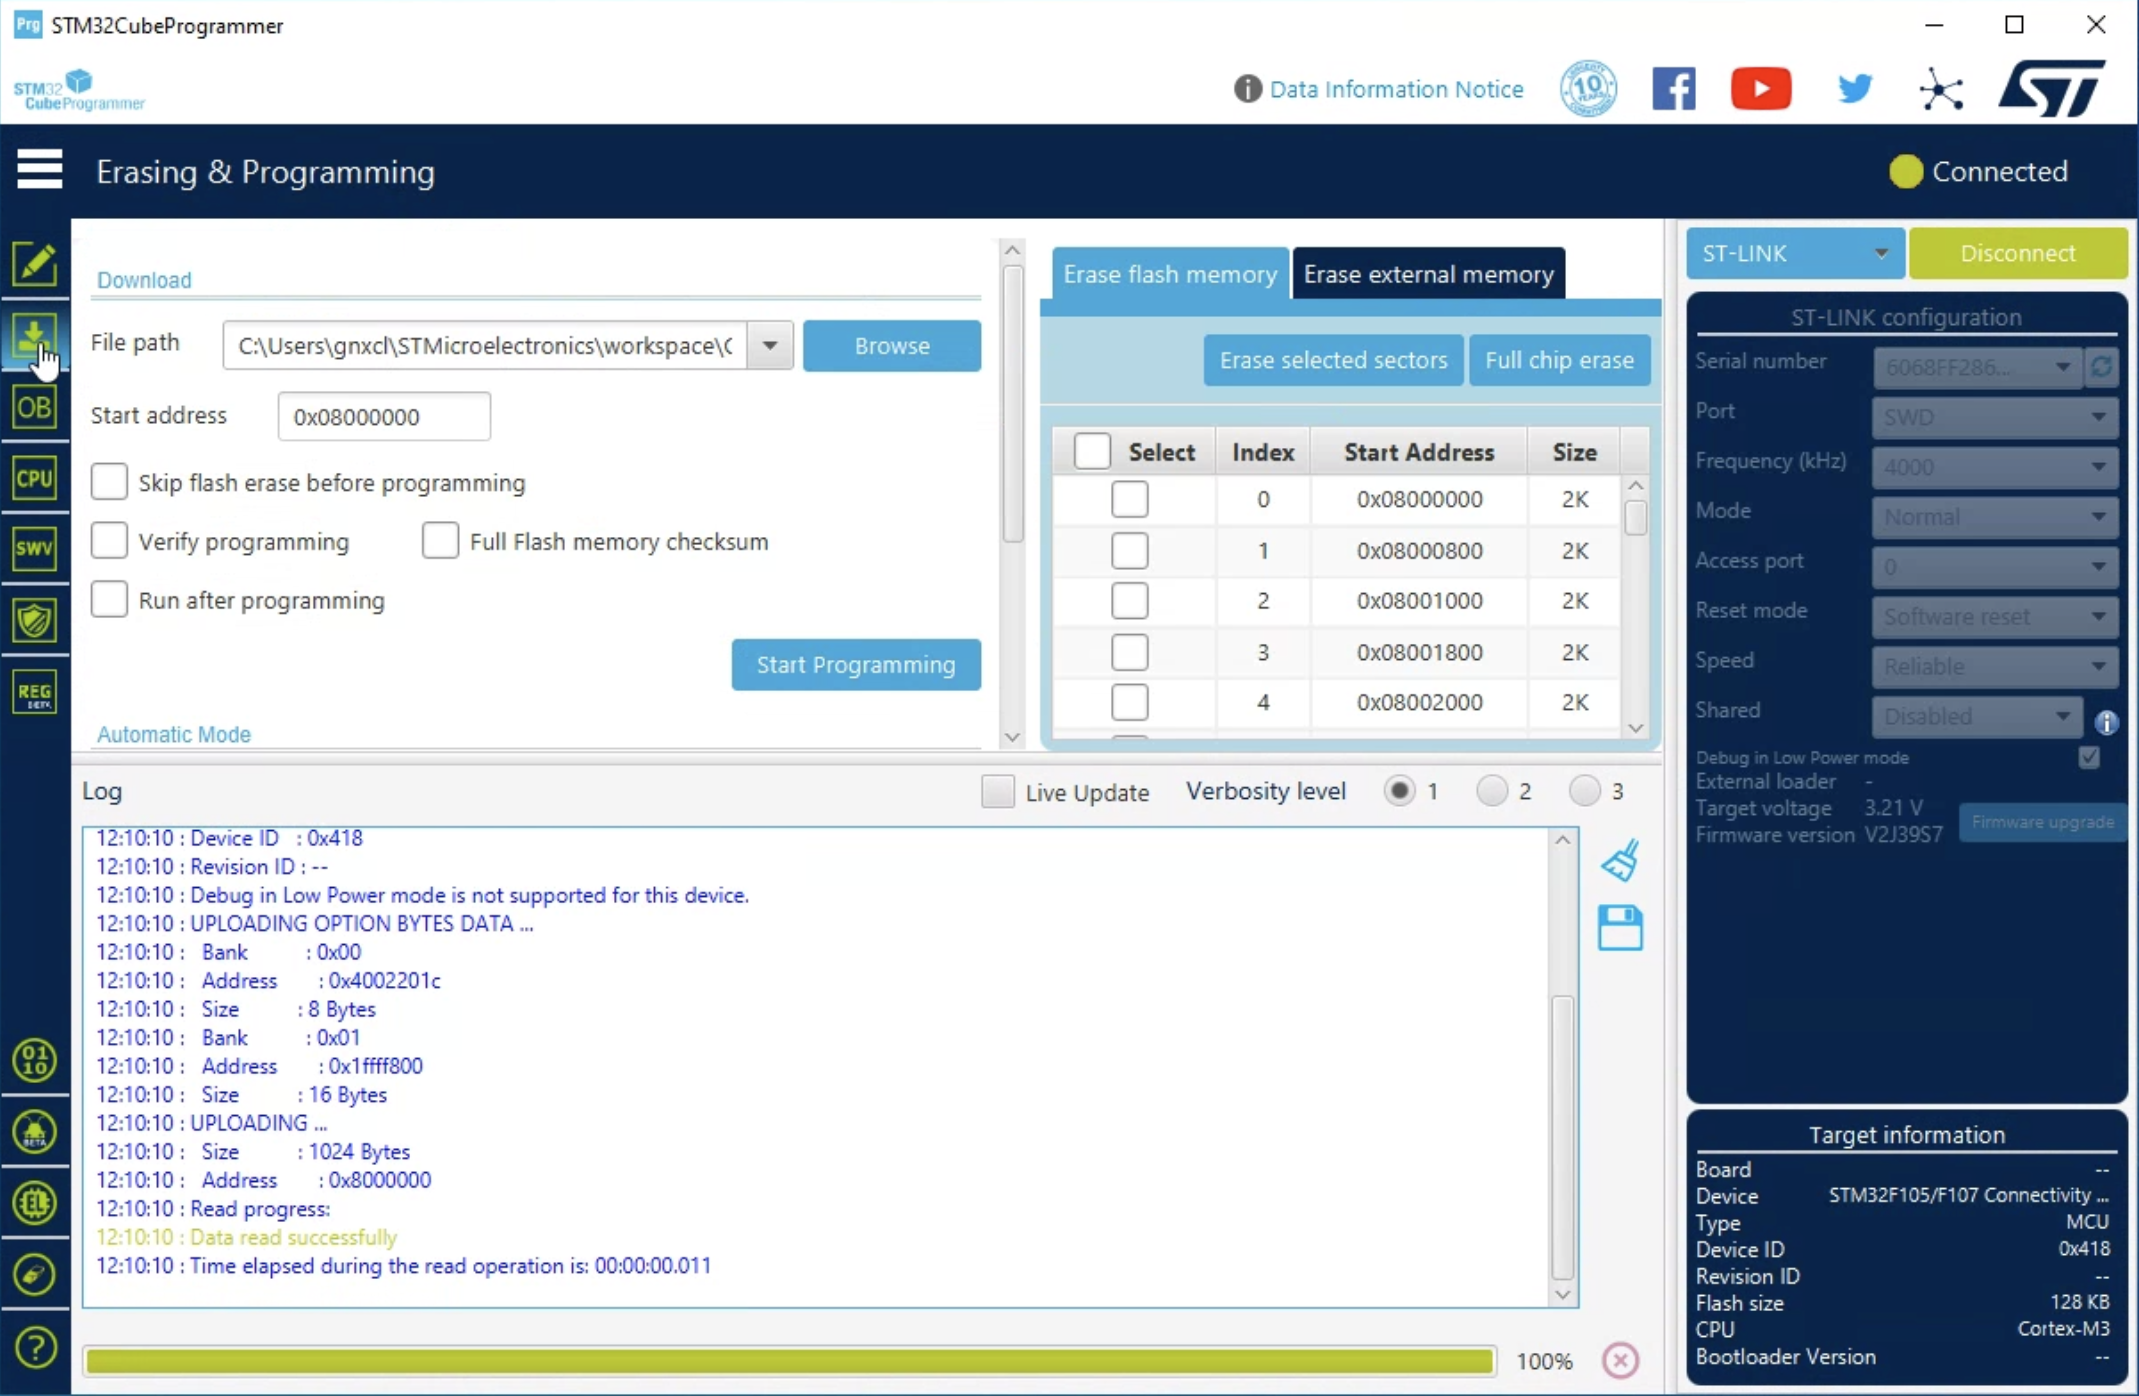 Prg STM32CubeProgrammer
STM32
CubeProgrammer
Data Information Notice
10 YEARS
ST
Erasing & Programming
Connected
Download
File path C:\Users\gnxcl\STMicroelectronics\workspace\ Browse
Start address 0x08000000
Skip flash erase before programming
Verify programming Full Flash memory checksum
Run after programming
Start Programming
Automatic Mode
OB
CPU
SWV
REG
BETA
01
10
BETA
EL
?
Erase flash memory Erase external memory
Erase selected sectors Full chip erase
Select Index Start Address Size
0 0x08000000 2K
1 0x08000800 2K
2 0x08001000 2K
3 0x08001800 2K
4 0x08002000 2K
Log Live Update Verbosity level 1 2 3
12:10:10 : Device ID : 0x418
12:10:10 : Revision ID : --
12:10:10 : Debug in Low Power mode is not supported for this device.
12:10:10 : UPLOADING OPTION BYTES DATA ...
12:10:10 : Bank : 0x00
12:10:10 : Address : 0x4002201c
12:10:10 : Size : 8 Bytes
12:10:10 : Bank : 0x01
12:10:10 : Address : 0x1ffff800
12:10:10 : Size : 16 Bytes
12:10:10 : UPLOADING ...
12:10:10 : Size : 1024 Bytes
12:10:10 : Address : 0x8000000
12:10:10 : Read progress:
12:10:10 : Data read successfully
12:10:10 : Time elapsed during the read operation is: 00:00:00.011
100%
ST-LINK Disconnect
ST-LINK configuration
Serial number 6068FF286...
Port SWD
Frequency (kHz) 4000
Mode Normal
Access port 0
Reset mode Software reset
Speed Reliable
Shared Disabled
Debug in Low Power mode
External loader -
Target voltage 3.21 V
Firmware version V2J39S7 Firmware upgrade
Target information
Board --
Device STM32F105/F107 Connectivity ...
Type MCU
Device ID 0x418
Revision ID --
Flash size 128 KB
CPU Cortex-M3
Bootloader Version --